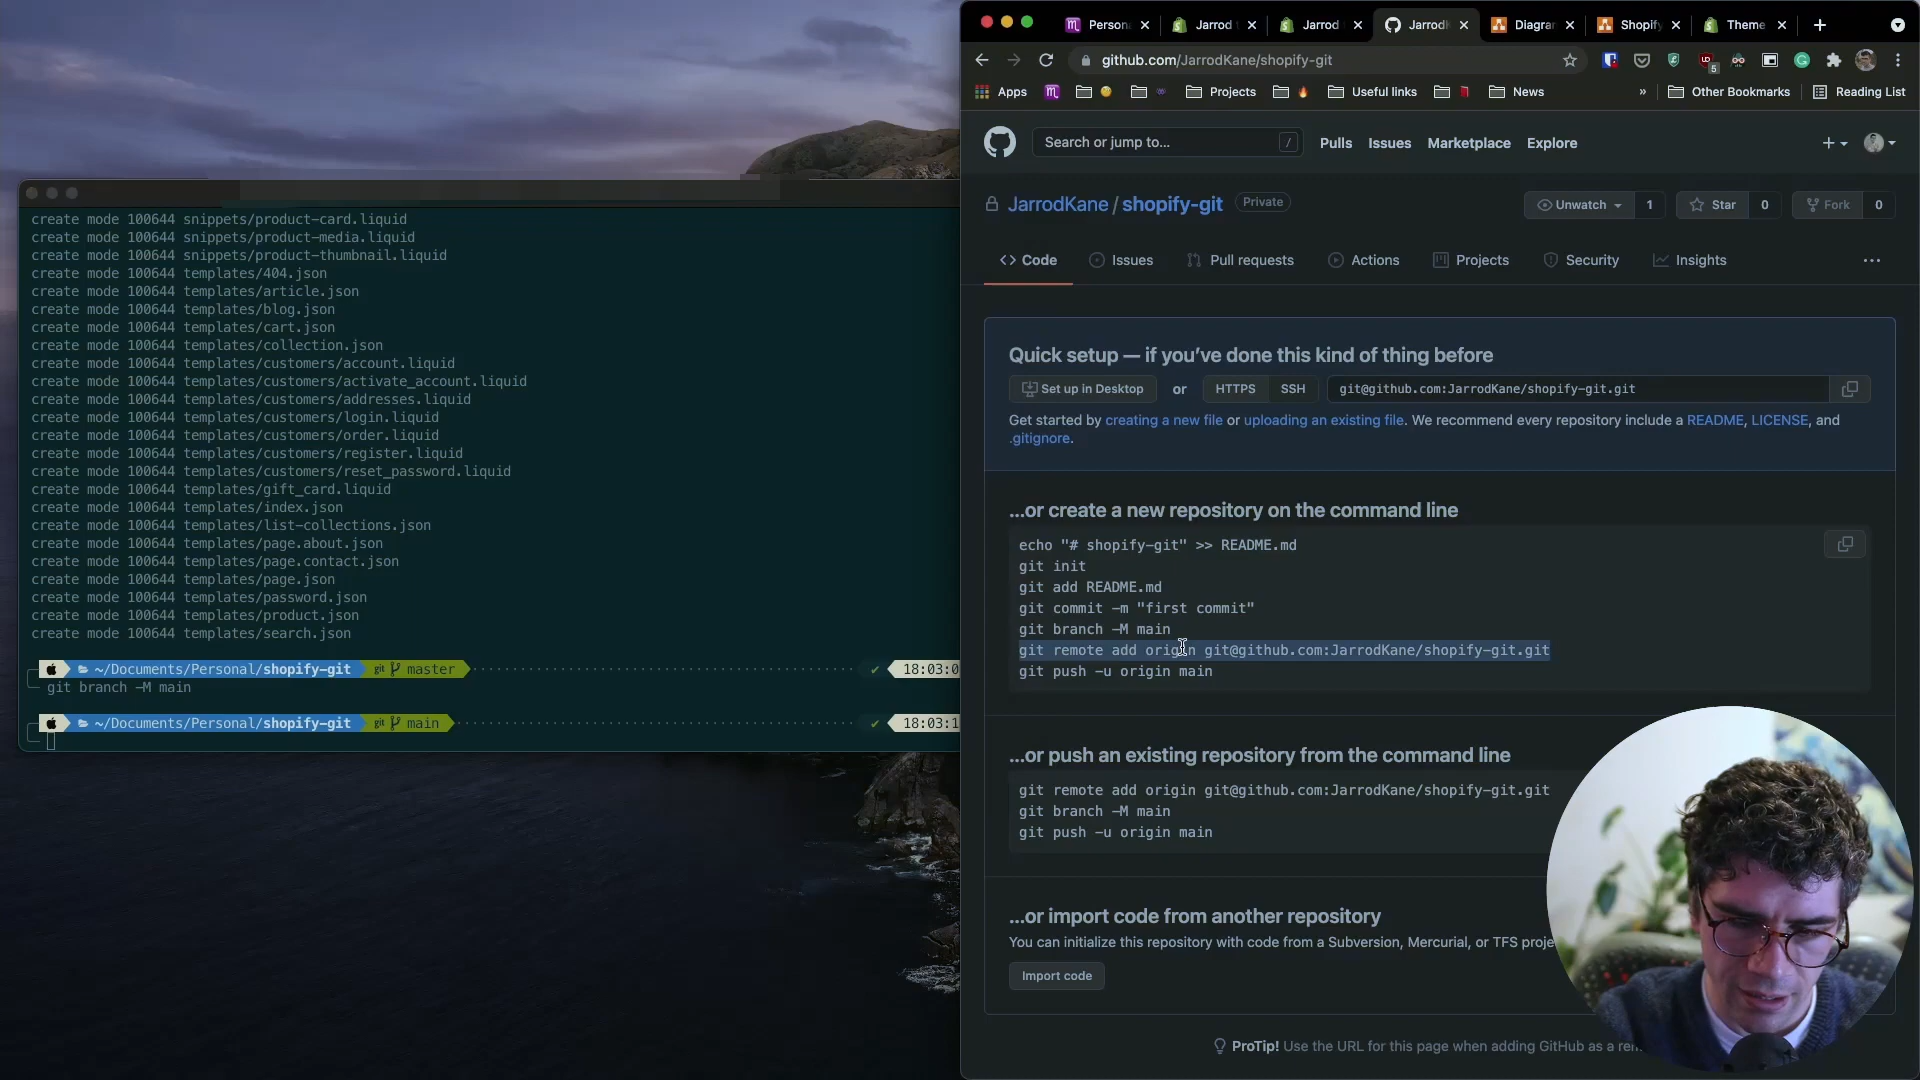 create mode 100644 snippets/product-card.liquid
create mode 100644 snippets/product-media.liquid
create mode 100644 snippets/product-thumbnail.liquid
create mode 100644 templates/404.json
create mode 100644 templates/article.json
create mode 100644 templates/blog.json
create mode 100644 templates/cart.json
create mode 100644 templates/collection.json
create mode 100644 templates/customers/account.liquid
create mode 100644 templates/customers/activate_account.liquid
create mode 100644 templates/customers/addresses.liquid
create mode 100644 templates/customers/login.liquid
create mode 100644 templates/customers/order.liquid
create mode 100644 templates/customers/register.liquid
create mode 100644 templates/customers/reset_password.liquid
create mode 100644 templates/gift_card.liquid
create mode 100644 templates/index.json
create mode 100644 templates/list-collections.json
create mode 100644 templates/page.about.json
create mode 100644 templates/page.contact.json
create mode 100644 templates/page.json
create mode 100644 templates/password.json
create mode 100644 templates/product.json
create mode 100644 templates/search.json
~/Documents/Personal/shopify-git git master ✔ 18:03:0
git branch -M main
~/Documents/Personal/shopify-git git main ✔ 18:03:1
Persona Jarrod Jarrod JarrodK Diagram Shopify Theme
github.com/JarrodKane/shopify-git
5
Apps Projects Useful links News » Other Bookmarks Reading List
Search or jump to... / Pulls Issues Marketplace Explore
JarrodKane / shopify-git Private Unwatch 1 Star 0 Fork 0
Code Issues Pull requests Actions Projects Security Insights ...
Quick setup — if you've done this kind of thing before
Set up in Desktop or HTTPS SSH git@github.com:JarrodKane/shopify-git.git
Get started by creating a new file or uploading an existing file. We recommend every repository include a README, LICENSE, and
.gitignore.
...or create a new repository on the command line
echo "# shopify-git" >> README.md
git init
git add README.md
git commit -m "first commit"
git branch -M main
git remote add origin git@github.com:JarrodKane/shopify-git.git
git push -u origin main
...or push an existing repository from the command line
git remote add origin git@github.com:JarrodKane/shopify-git.git
git branch -M main
git push -u origin main
...or import code from another repository
You can initialize this repository with code from a Subversion, Mercurial, or TFS proje
Import code
ProTip! Use the URL for this page when adding GitHub as a rem